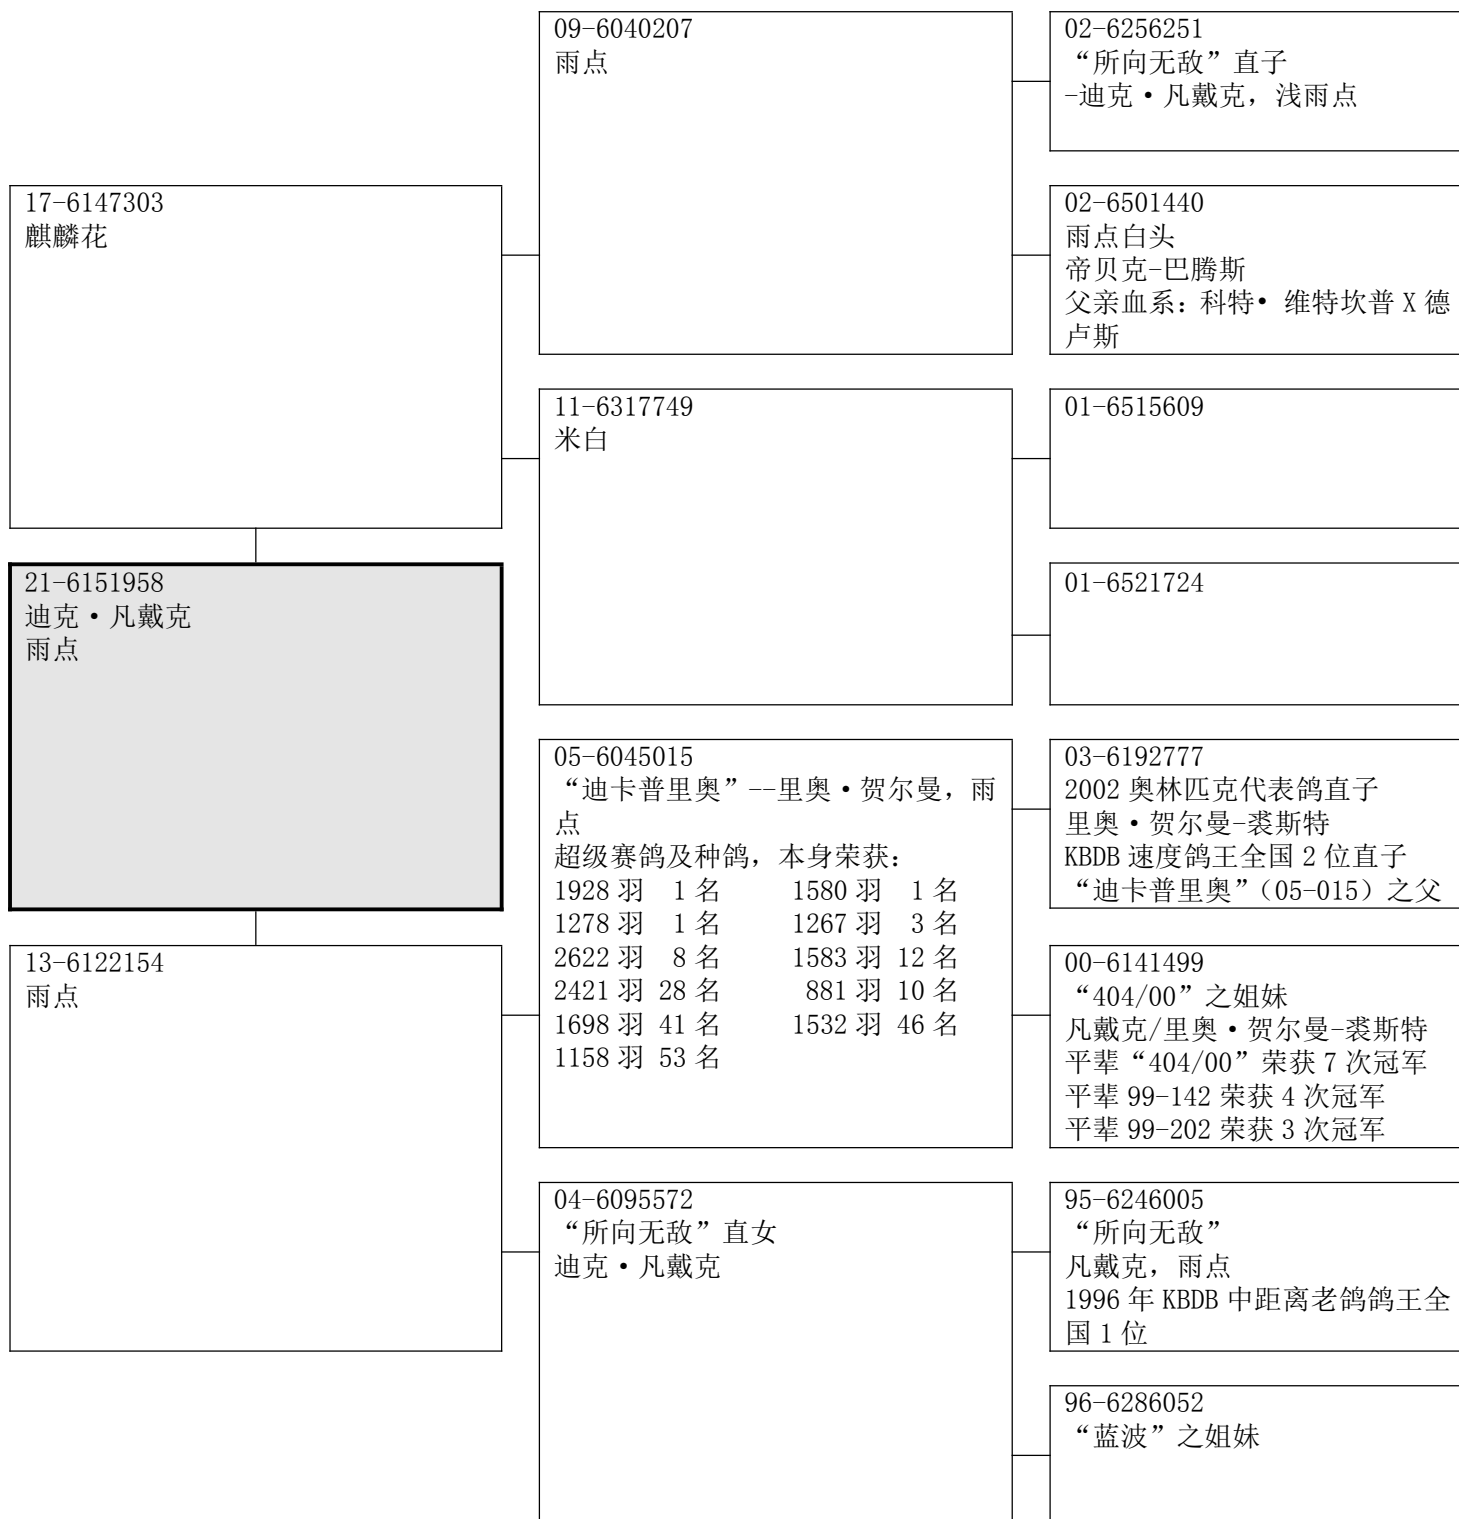 09-6040207
雨点
02-6256251
“所向无敌”直子
-迪克·凡戴克，浅雨点
17-6147303
麒麟花
02-6501440
雨点白头
帝贝克-巴腾斯
父亲血系：科特· 维特坎普 X 德
卢斯
11-6317749
米白
01-6515609
21-6151958
迪克·凡戴克
雨点
01-6521724
05-6045015
“迪卡普里奥”--里奥·贺尔曼，雨
点
超级赛鸽及种鸽，本身荣获：
1928 羽 1 名 1580 羽 1 名
1278 羽 1 名 1267 羽 3 名
2622 羽 8 名 1583 羽 12 名
2421 羽 28 名 881 羽 10 名
1698 羽 41 名 1532 羽 46 名
1158 羽 53 名
03-6192777
2002 奥林匹克代表鸽直子
里奥·贺尔曼-裘斯特
KBDB 速度鸽王全国 2 位直子
“迪卡普里奥”（05-015）之父
13-6122154
雨点
00-6141499
“404/00”之姐妹
凡戴克/里奥·贺尔曼-裘斯特
平辈“404/00”荣获 7 次冠军
平辈 99-142 荣获 4 次冠军
平辈 99-202 荣获 3 次冠军
04-6095572
“所向无敌”直女
迪克·凡戴克
95-6246005
“所向无敌”
凡戴克，雨点
1996 年 KBDB 中距离老鸽鸽王全
国 1 位
96-6286052
“蓝波”之姐妹